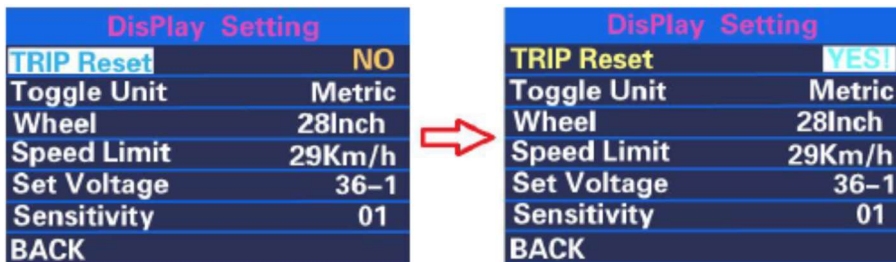 DisPlay Setting
TRIP Reset NO
Toggle Unit Metric
Wheel 28Inch
Speed Limit 29Km/h
Set Voltage 36-1
Sensitivity 01
BACK
DisPlay Setting
TRIP Reset YES!
Toggle Unit Metric
Wheel 28Inch
Speed Limit 29Km/h
Set Voltage 36-1
Sensitivity 01
BACK